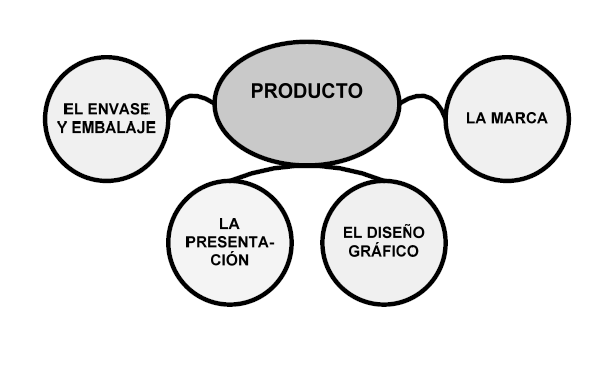 PRODUCTO
EL ENVASE
Y EMBALAJE
LA MARCA
LA
PRESENTA-
CIÓN
EL DISEÑO
GRÁFICO